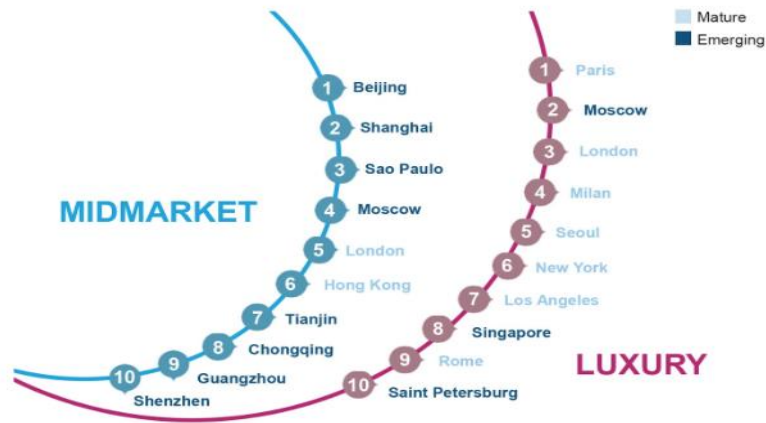 Mature
Emerging
MIDMARKET
1 Beijing
2 Shanghai
3 Sao Paulo
4 Moscow
5 London
6 Hong Kong
7 Tianjin
8 Chongqing
9 Guangzhou
10 Shenzhen
LUXURY
1 Paris
2 Moscow
3 London
4 Milan
5 Seoul
6 New York
7 Los Angeles
8 Singapore
9 Rome
10 Saint Petersburg